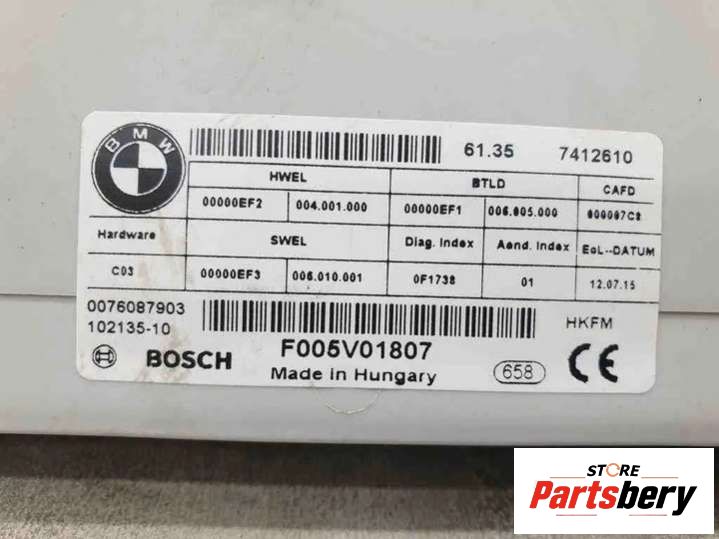 BMW
61.35 7412610
HWEL BTLD CAFD
00000EF2 004.001.000 00000EF1 006.005.000
Hardware SWEL Diag. Index Aend. Index EoL--DATUM
C03 00000EF3 006.010.001 0F1738 01 12.07.15
0076087903
102135-10
HKFM
BOSCH F005V01807
Made in Hungary 658 CE
STORE
Partsbery